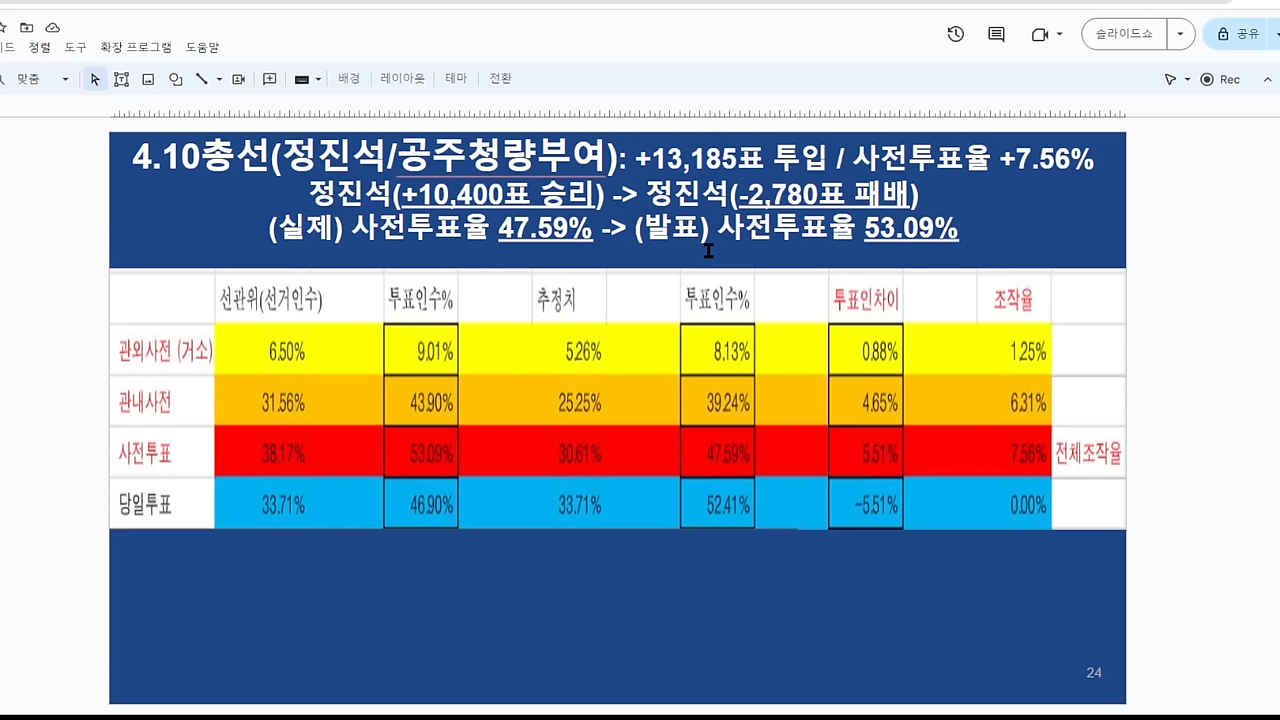 정렬 도구 확장 프로그램 도움말
슬라이드쇼
공유
맞춤
배경 레이아웃 테마 전환
Rec
4.10총선(정진석/공주청량부여): +13,185표 투입 / 사전투표율 +7.56%
정진석(+10,400표 승리) -> 정진석(-2,780표 패배)
(실제) 사전투표율 47.59% -> (발표) 사전투표율 53.09%
선관위(선거인수) 투표인수% 추정치 투표인수% 투표인차이 조작율
관외사전 (거소) 6.50% 9.01% 5.26% 8.13% 0.88% 1.25%
관내사전 31.56% 43.90% 25.25% 39.24% 4.65% 6.31%
사전투표 38.17% 53.09% 30.61% 47.59% 5.51% 7.56% 전체조작율
당일투표 33.71% 46.90% 33.71% 52.41% -5.51% 0.00%
24